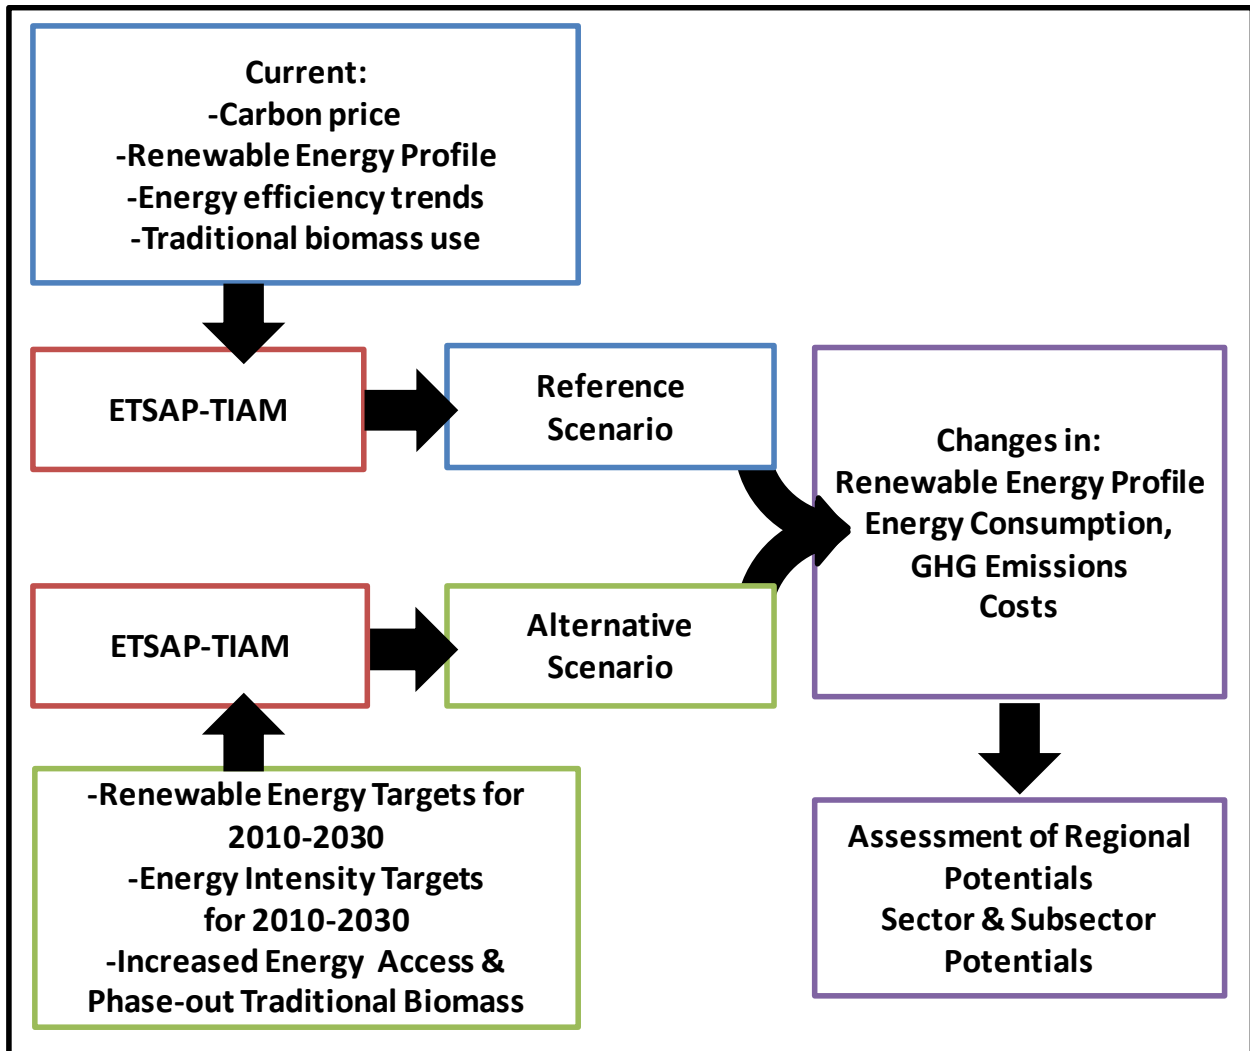 Current:
-Carbon price
-Renewable Energy Profile
-Energy efficiency trends
-Traditional biomass use
ETSAP-TIAM
Reference
Scenario
Changes in:
Renewable Energy Profile
Energy Consumption,
GHG Emissions
Costs
ETSAP-TIAM
Alternative
Scenario
-Renewable Energy Targets for
2010-2030
-Energy Intensity Targets
for 2010-2030
-Increased Energy Access &
Phase-out Traditional Biomass
Assessment of Regional
Potentials
Sector & Subsector
Potentials